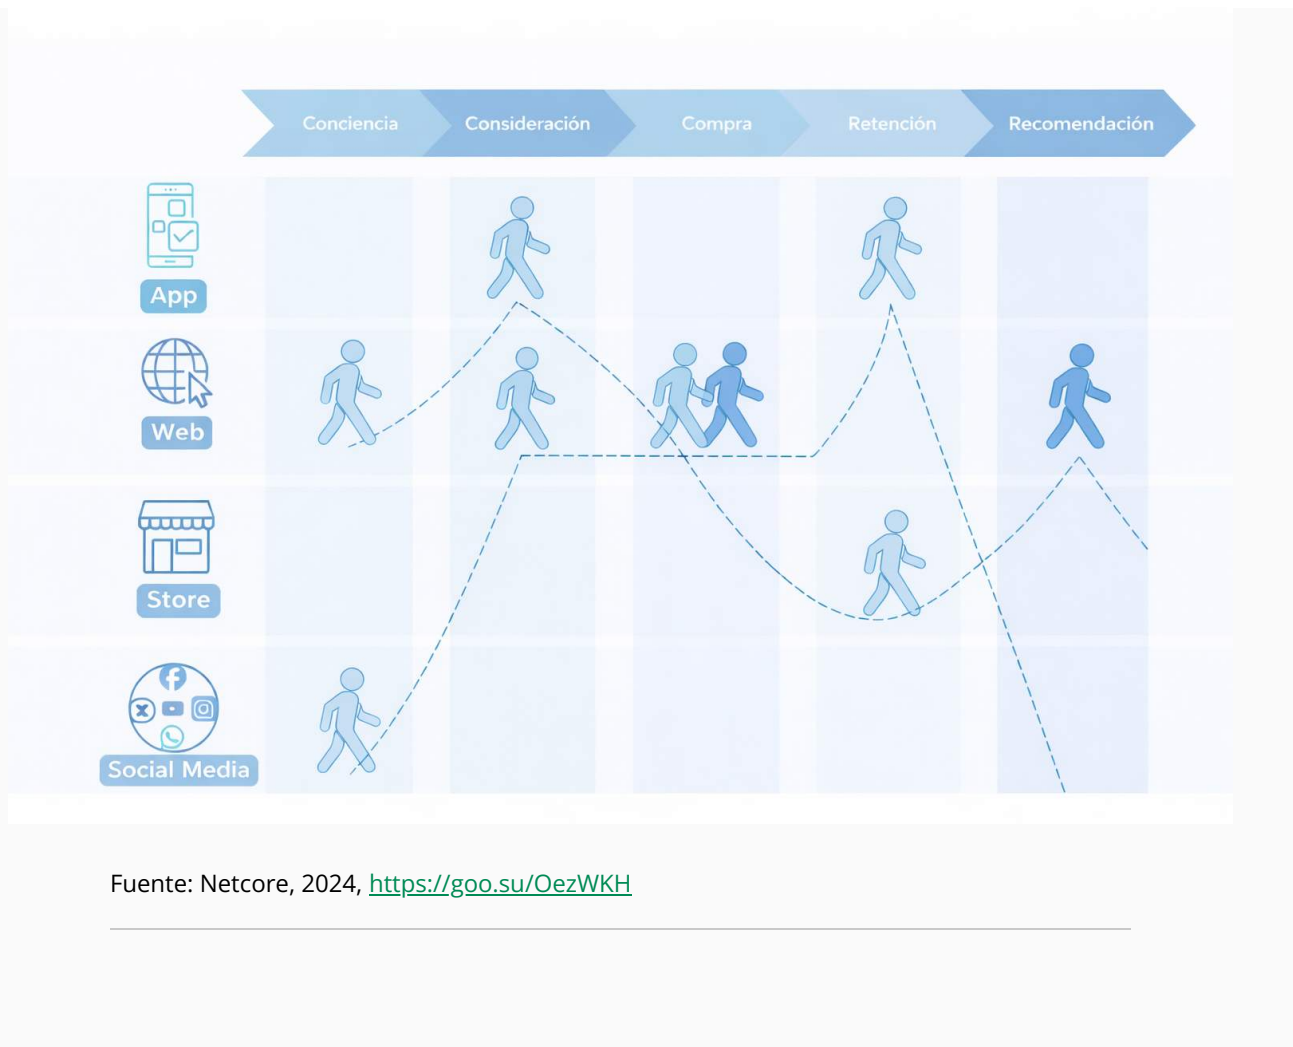 Conciencia
Consideración
Compra
Retención
Recomendación
App
Web
Store
Social Media
Fuente: Netcore, 2024, https://goo.su/OezWKH